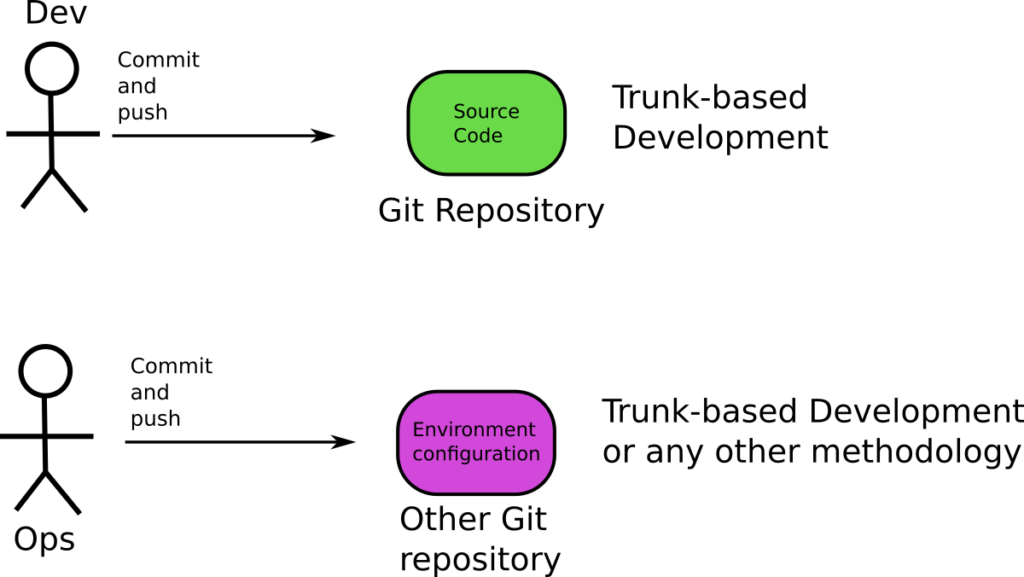 Dev
Commit
and
push
Source
Code
Trunk-based
Development
Git Repository
Commit
and
push
Environment
configuration
Trunk-based Development
or any other methodology
Ops
Other Git
repository